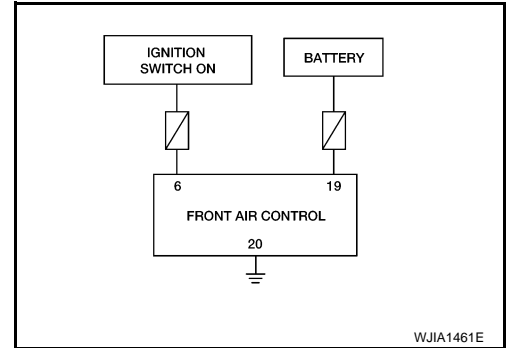 IGNITION
SWITCH ON
BATTERY
6
19
FRONT AIR CONTROL
20
WJIA1461E